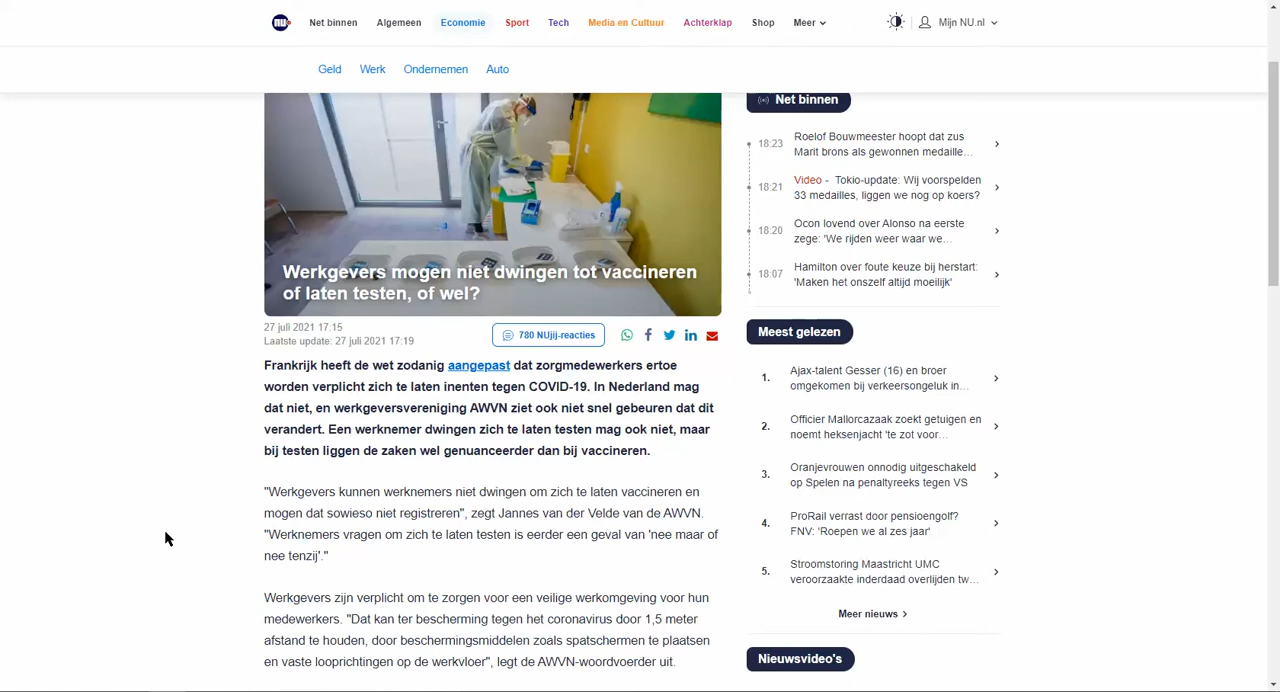 NU.nl
Net binnen
Algemeen
Economie
Sport
Tech
Media en Cultuur
Achterklap
Shop
Meer
Mijn NU.nl
Geld
Werk
Ondernemen
Auto
Werkgevers mogen niet dwingen tot vaccineren
of laten testen, of wel?
27 juli 2021 17:15
Laatste update: 27 juli 2021 17:19
780 NUjij-reacties
Frankrijk heeft de wet zodanig aangepast dat zorgmedewerkers ertoe
worden verplicht zich te laten inenten tegen COVID-19. In Nederland mag
dat niet, en werkgeversvereniging AWVN ziet ook niet snel gebeuren dat dit
verandert. Een werknemer dwingen zich te laten testen mag ook niet, maar
bij testen liggen de zaken wel genuanceerder dan bij vaccineren.
"Werkgevers kunnen werknemers niet dwingen om zich te laten vaccineren en
mogen dat sowieso niet registreren", zegt Jannes van der Velde van de AWVN.
"Werknemers vragen om zich te laten testen is eerder een geval van 'nee maar of
nee tenzij'."
Werkgevers zijn verplicht om te zorgen voor een veilige werkomgeving voor hun
medewerkers. "Dat kan ter bescherming tegen het coronavirus door 1,5 meter
afstand te houden, door beschermingsmiddelen zoals spatschermen te plaatsen
en vaste looprichtingen op de werkvloer", legt de AWVN-woordvoerder uit.
Net binnen
18:23
Roelof Bouwmeester hoopt dat zus
Marit brons als gewonnen medaille…
18:21
Video - Tokio-update: Wij voorspelden
33 medailles, liggen we nog op koers?
18:20
Ocon lovend over Alonso na eerste
zege: 'We rijden weer waar we…
18:07
Hamilton over foute keuze bij herstart:
'Maken het onszelf altijd moeilijk'
Meest gelezen
1.
Ajax-talent Gesser (16) en broer
omgekomen bij verkeersongeluk in…
2.
Officier Mallorcazaak zoekt getuigen en
noemt heksenjacht 'te zot voor…
3.
Oranjevrouwen onnodig uitgeschakeld
op Spelen na penaltyreeks tegen VS
4.
ProRail verrast door pensioengolf?
FNV: 'Roepen we al zes jaar'
5.
Stroomstoring Maastricht UMC
veroorzaakte inderdaad overlijden tw…
Meer nieuws
Nieuwsvideo's